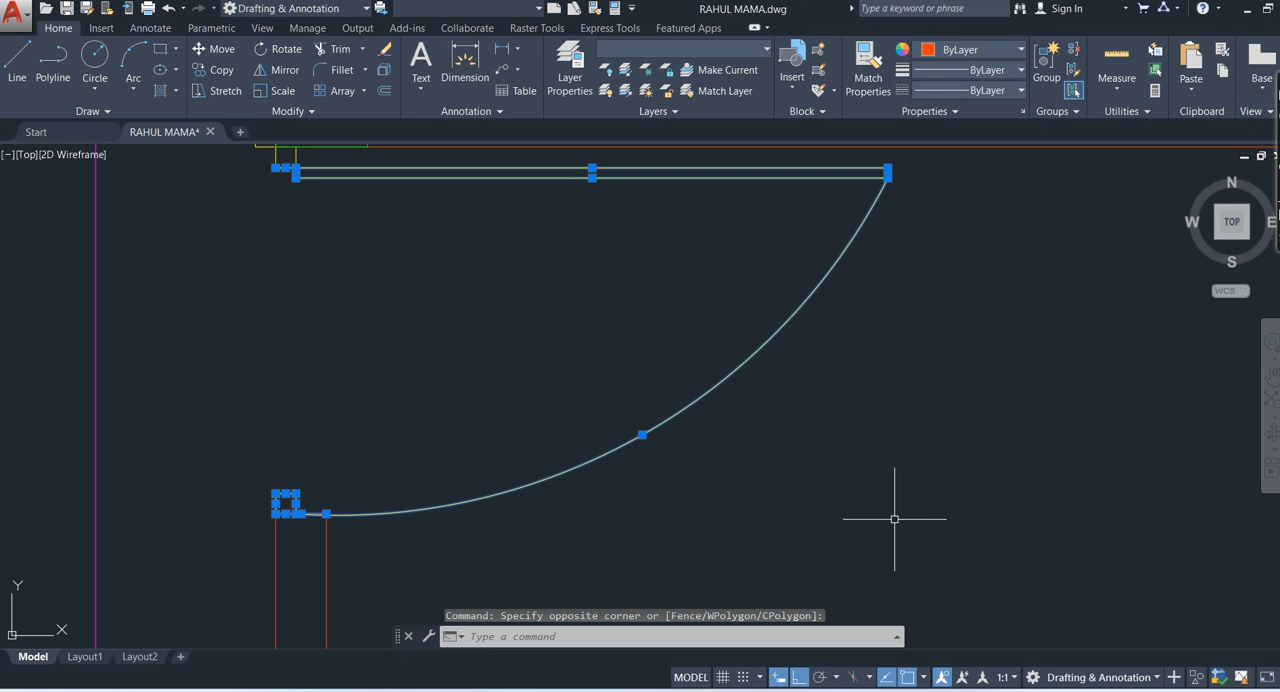 Drafting & Annotation
RAHUL MAMA.dwg
Type a keyword or phrase
Sign In
Home
Insert
Annotate
Parametric
View
Manage
Output
Add-ins
Collaborate
Express Tools
Raster Tools
Featured Apps
Line
Polyline
Circle
Arc
Draw
Move
Rotate
Trim
Copy
Mirror
Fillet
Stretch
Scale
Array
Modify
Text
Dimension
Table
Annotation
Layer
Properties
Make Current
Match Layer
Layers
Insert
Block
Match
Properties
ByLayer
ByLayer
ByLayer
Properties
Group
Groups
Measure
Utilities
Paste
Clipboard
Base
View
Start
RAHUL MAMA*
[−][Top][2D Wireframe]
N
W
TOP
E
S
WCS
Y
X
Command: Specify opposite corner or [Fence/WPolygon/CPolygon]:
Type a command
Model
Layout1
Layout2
MODEL
1:1
Drafting & Annotation